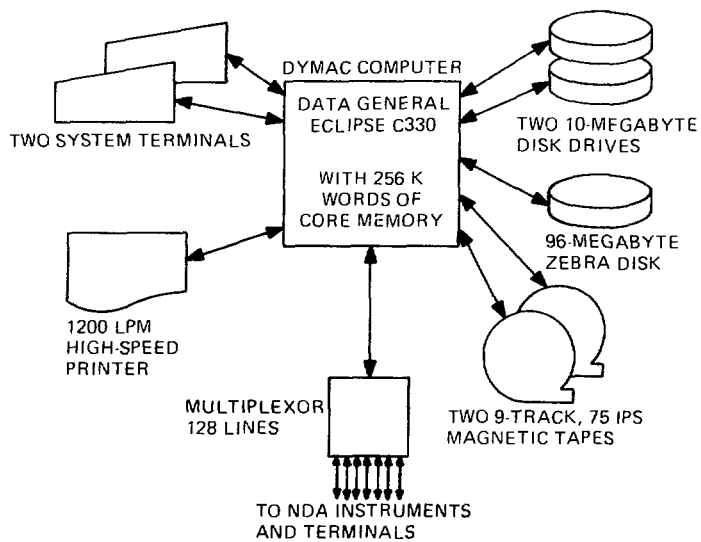 DYMAC COMPUTER
DATA GENERAL
ECLIPSE C330
WITH 256 K
WORDS OF
CORE MEMORY
TWO SYSTEM TERMINALS
TWO 10-MEGABYTE
DISK DRIVES
96-MEGABYTE
ZEBRA DISK
1200 LPM
HIGH-SPEED
PRINTER
MULTIPLEXOR
128 LINES
TWO 9-TRACK, 75 IPS
MAGNETIC TAPES
TO NDA INSTRUMENTS
AND TERMINALS